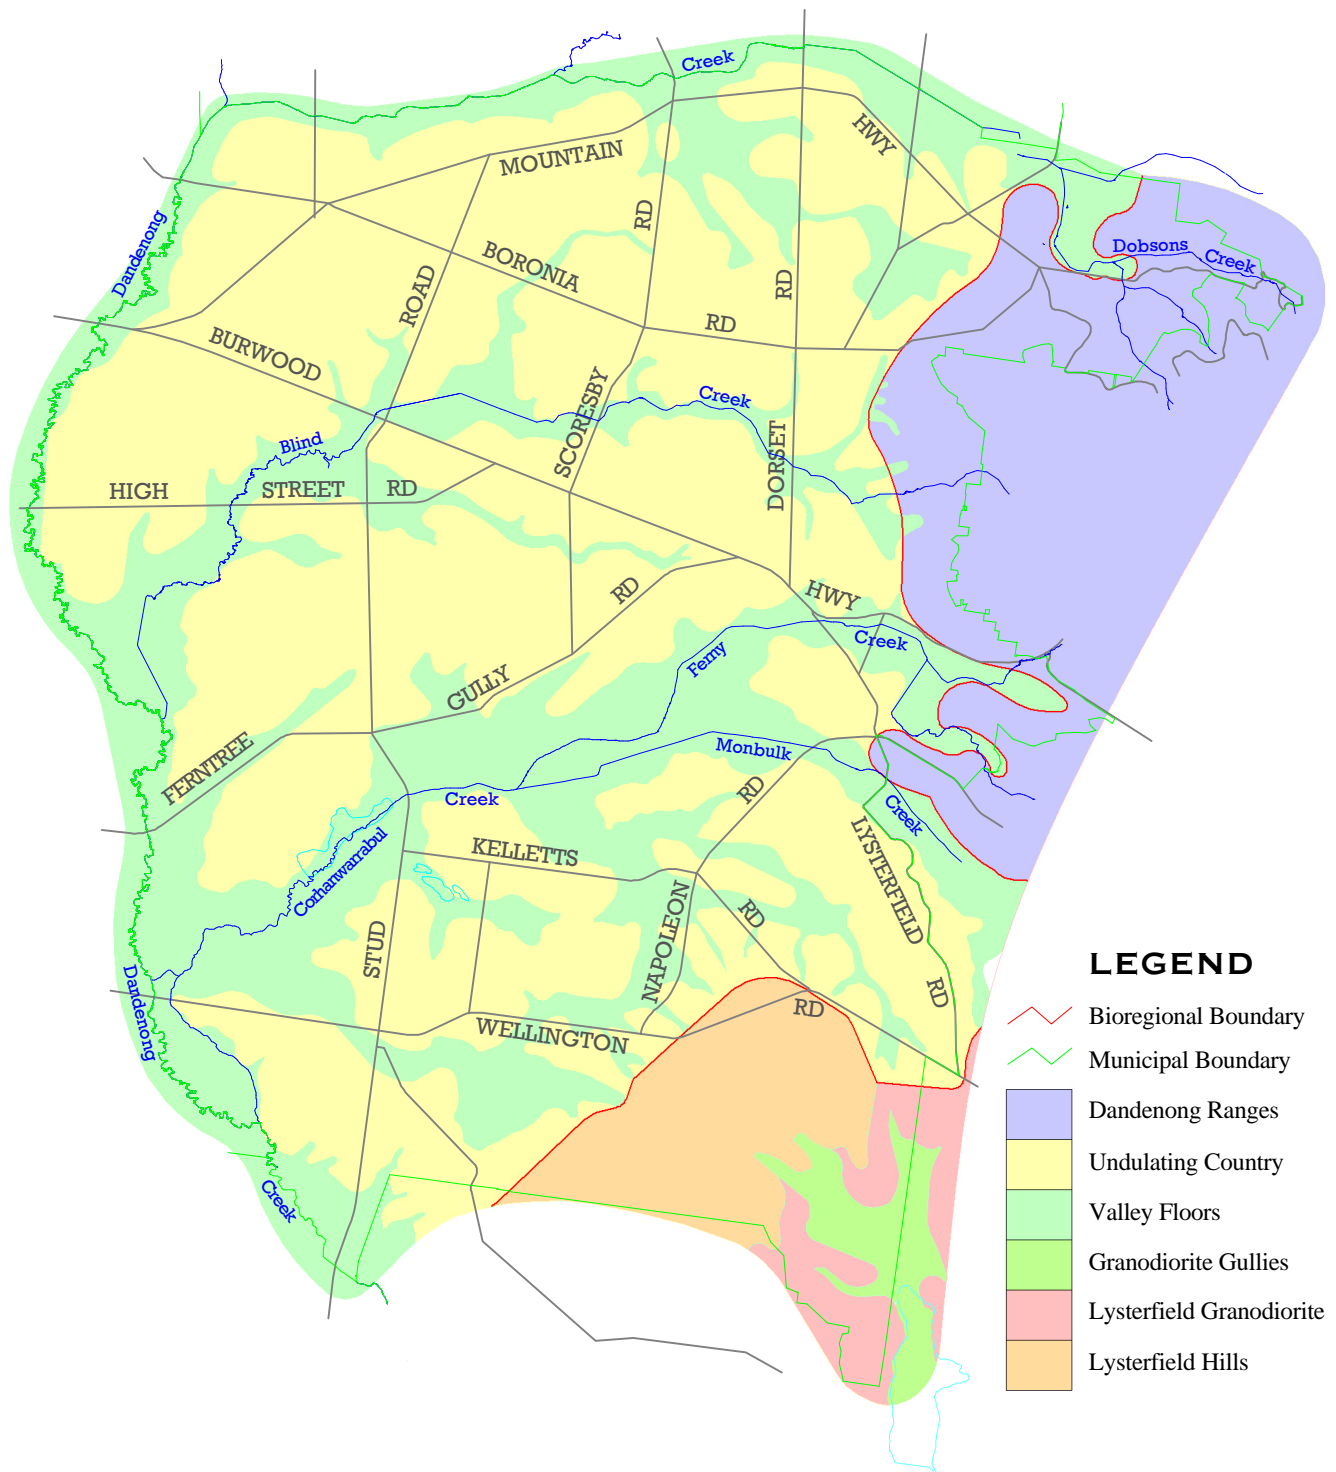 Creek
HWY
MOUNTAIN
RD
Dandenong
Dobsons
Creek
BORONIA
RD
ROAD
RD
BURWOOD
SCORESBY
Creek
DORSET
Blind
HIGH
STREET
RD
RD
HWY
Creek
Ferny
GULLY
FERNTREE
Monbulk
RD
Creek
Creek
LYSTERFIELD
Corhanwarrabul
KELLETTS
NAPOLEON
RD
STUD
RD
RD
Dandenong
WELLINGTON
Creek
LEGEND
Bioregional Boundary
Municipal Boundary
Dandenong Ranges
Undulating Country
Valley Floors
Granodiorite Gullies
Lysterfield Granodiorite
Lysterfield Hills